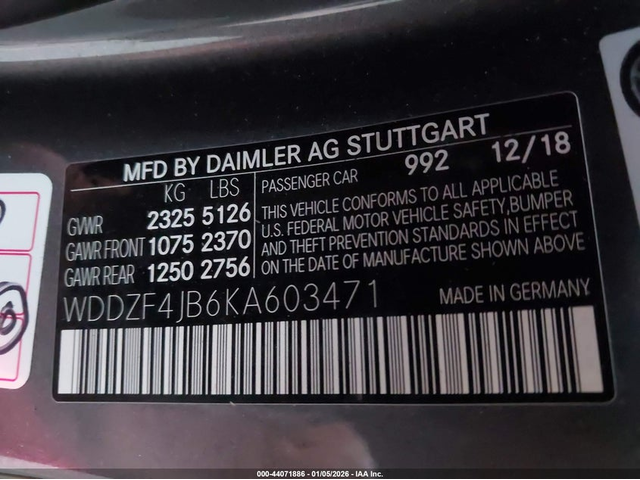 MFD BY DAIMLER AG STUTTGART
992 12/18
KG LBS
GVWR 2325 5126
GAWR FRONT 1075 2370
GAWR REAR 1250 2756
PASSENGER CAR
THIS VEHICLE CONFORMS TO ALL APPLICABLE
U.S. FEDERAL MOTOR VEHICLE SAFETY,BUMPER
AND THEFT PREVENTION STANDARDS IN EFFECT
ON THE DATE OF MANUFACTURE SHOWN ABOVE
WDDZF4JB6KA603471
MADE IN GERMANY
000-44071886 - 01/05/2026 - IAA Inc.